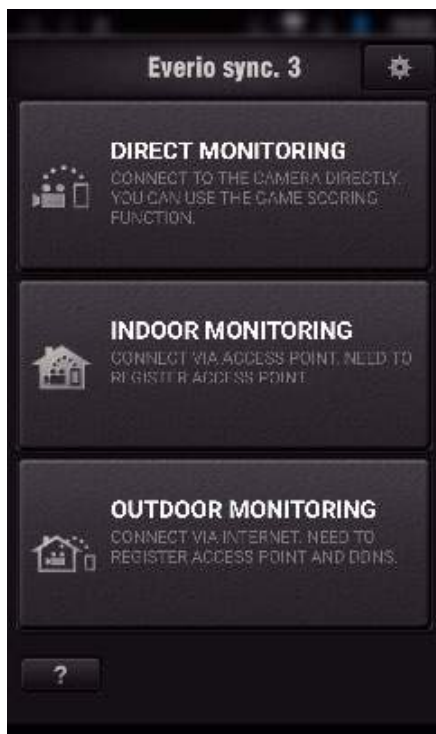 Everio sync. 3
DIRECT MONITORING
CONNECT TO THE CAMERA DIRECTLY.
YOU CAN USE THE GAME SCORING
FUNCTION.
INDOOR MONITORING
CONNECT VIA ACCESS POINT. NEED TO
REGISTER ACCESS POINT
OUTDOOR MONITORING
CONNECT VIA INTERNET. NEED TO
REGISTER ACCESS POINT AND DDNS.
?